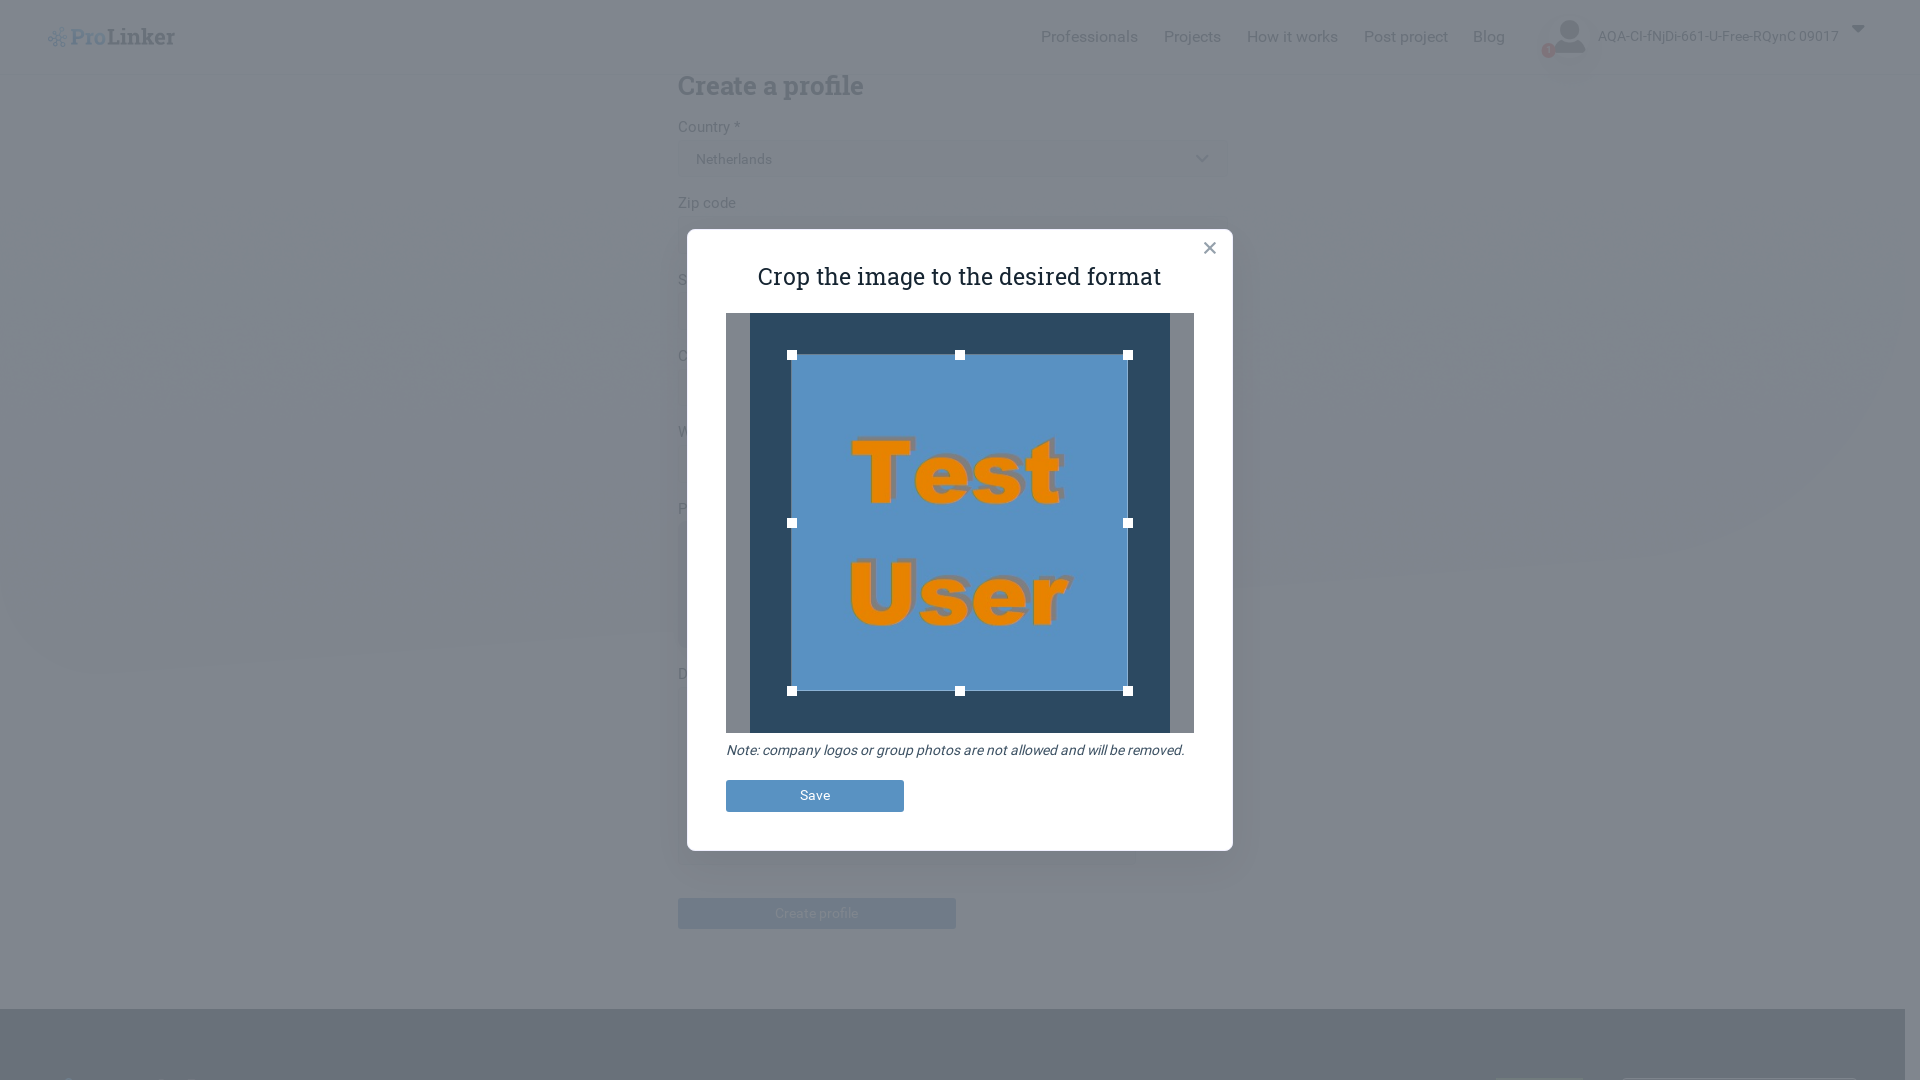 ProLinker
Professionals
Projects
How it works
Post project
Blog
AQA-CI-fNjDi-661-U-Free-RQynC 09017
Create a profile
Country *
Netherlands
Zip code
Crop the image to the desired format
Test
User
Note: company logos or group photos are not allowed and will be removed.
Save
Create profile